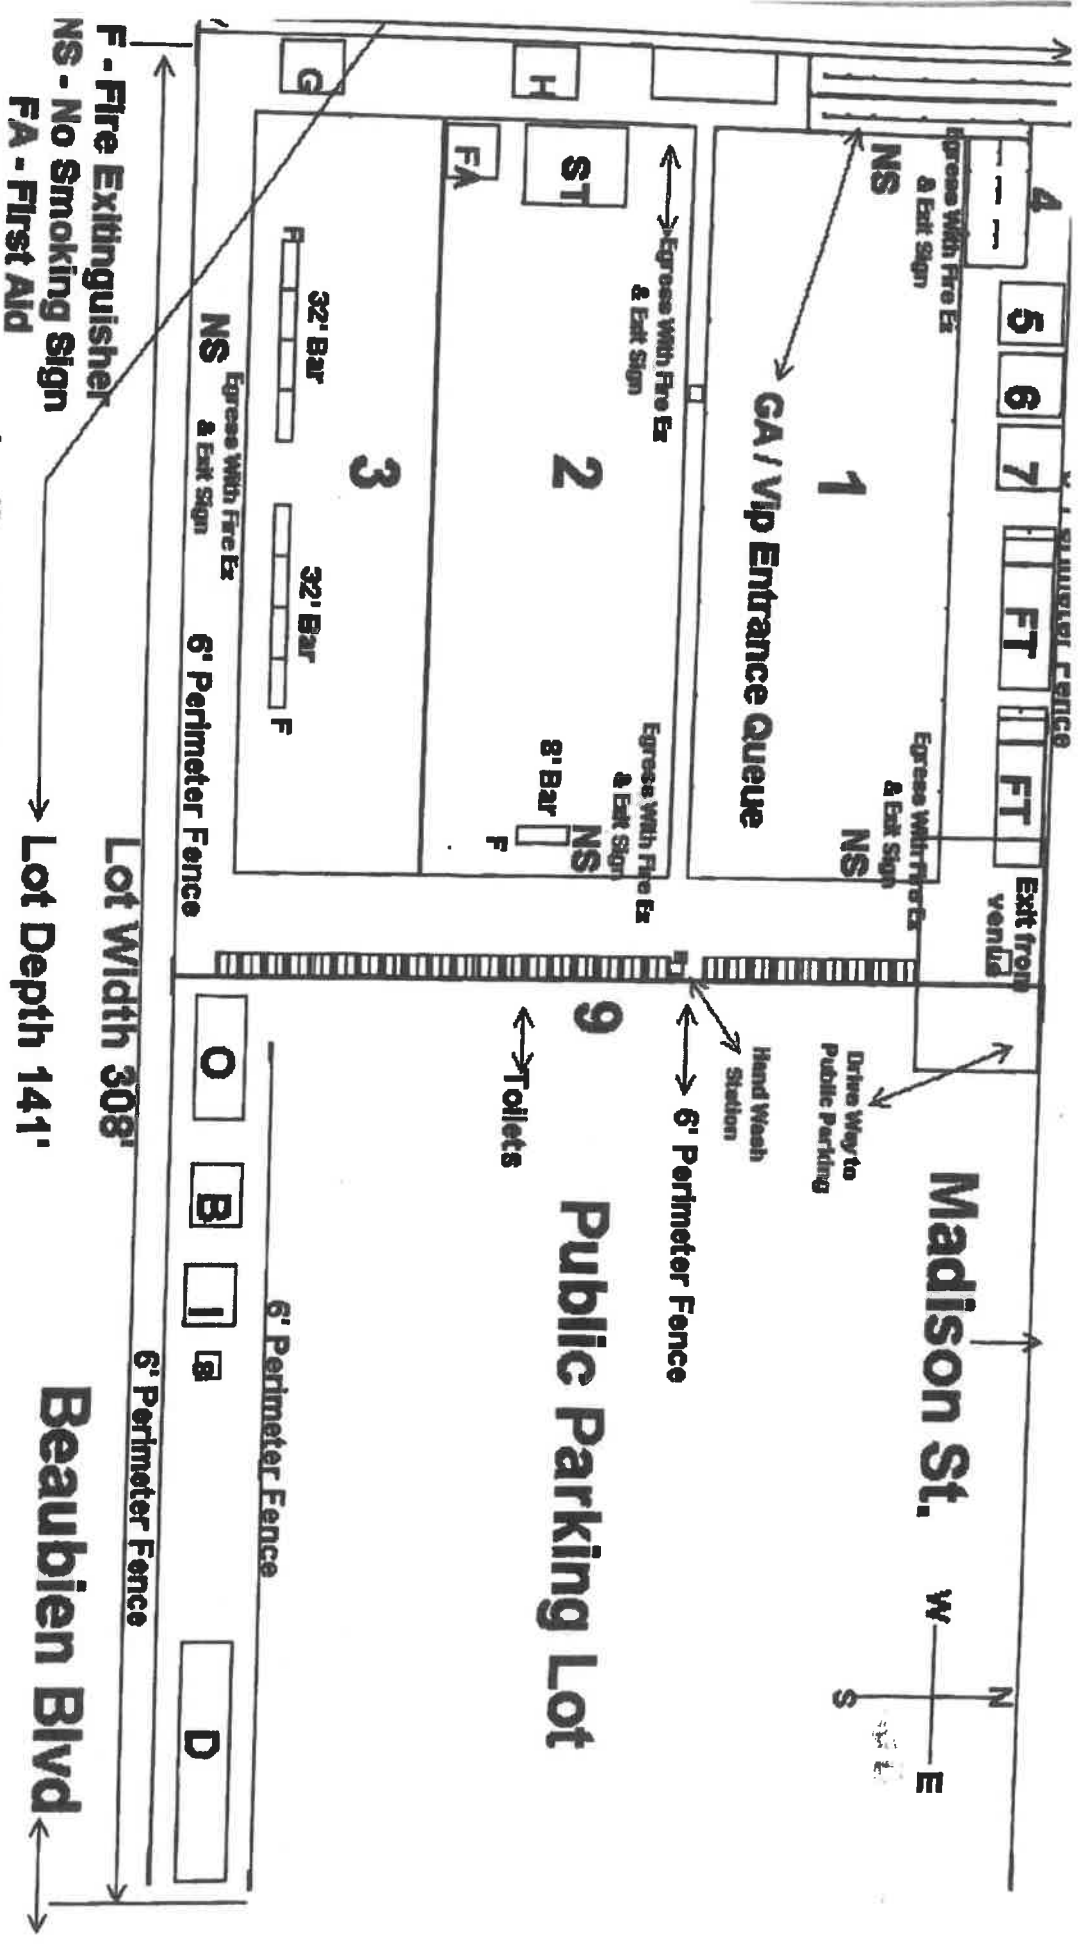 Perimeter Fence
4
5
6
7
FT
FT
Exit from
venue
Egress With Fire Ex
& Exit Sign
NS
Egress With Fire Ex
& Exit Sign
NS
1
GA / Vip Entrance Queue
Drive Way to
Public Parking
Madison St.
N
W
E
S
Hand Wash
Station
6' Perimeter Fence
Egress With Fire Ex
& Exit Sign
Egress With Fire Ex
& Exit Sign
NS
8' Bar
F
H
ST
2
9
Toilets
Public Parking Lot
FA
3
G
F
32' Bar
32' Bar
F
NS
Egress With Fire Ex
& Exit Sign
6' Perimeter Fence
O
B
I
6' Perimeter Fence
D
6' Perimeter Fence
Lot Width 308'
F - Fire Exitinguisher
NS - No Smoking Sign
FA - First Aid
Lot Depth 141'
Beaubien Blvd